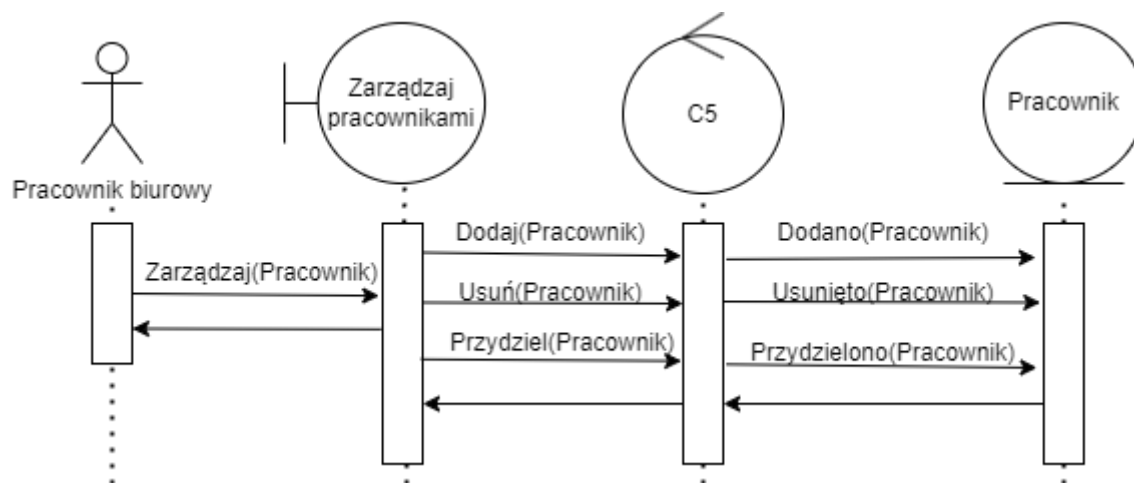 Zarządzaj
pracownikami
C5
Pracownik
Pracownik biurowy
Dodaj(Pracownik)
Dodano(Pracownik)
Zarządzaj(Pracownik)
Usuń(Pracownik)
Usunięto(Pracownik)
Przydziel(Pracownik)
Przydzielono(Pracownik)